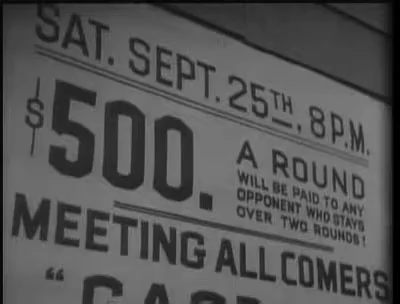 SAT. SEPT. 25TH, 8 P.M.
$500. A ROUND
WILL BE PAID TO ANY
OPPONENT WHO STAYS
OVER TWO ROUNDS!
MEETING ALL COMERS
"